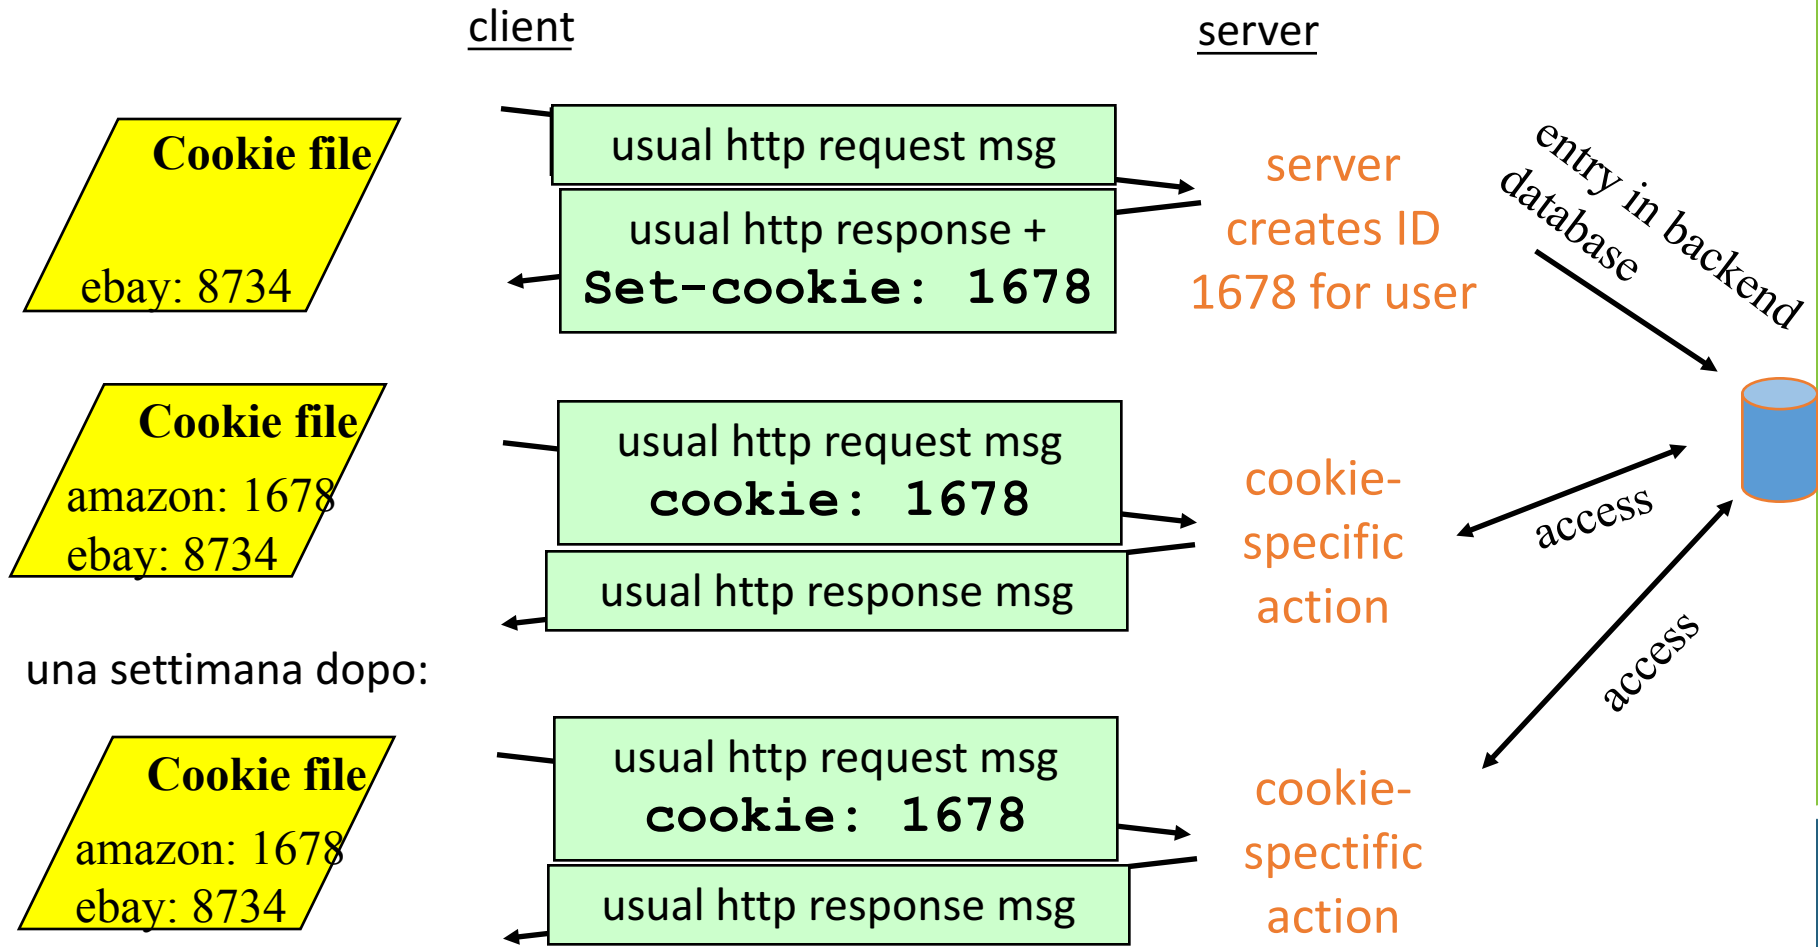 client
server
Cookie file
ebay: 8734
usual http request msg
usual http response +
Set-cookie: 1678
server
creates ID
1678 for user
entry in backend
database
Cookie file
amazon: 1678
ebay: 8734
usual http request msg
cookie: 1678
usual http response msg
cookie-
specific
action
access
access
una settimana dopo:
Cookie file
amazon: 1678
ebay: 8734
usual http request msg
cookie: 1678
usual http response msg
cookie-
spectific
action